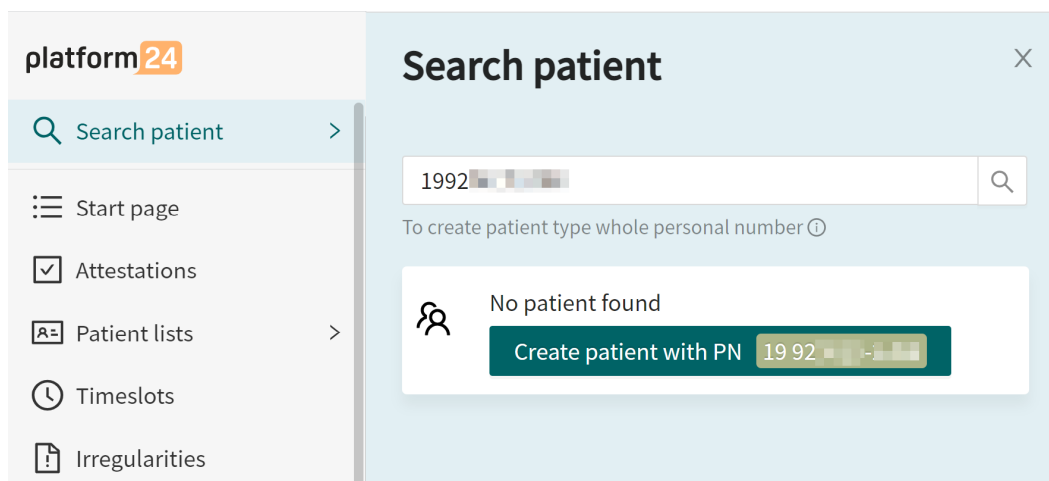 platform24
Search patient
Start page
Attestations
Patient lists
Timeslots
Irregularities
Search patient
1992
To create patient type whole personal number
No patient found
Create patient with PN 19 92